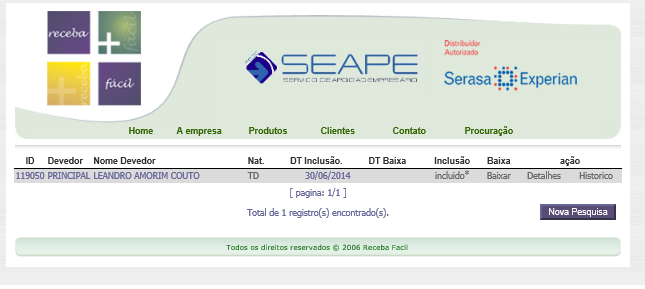 receba
fácil
+
SEAPE
SERVIÇO DE APOIO AO EMPRESÁRIO
Distribuidor
Autorizado
Serasa Experian
+
receba
fácil
Home A empresa Produtos Clientes Contato Procuração
ID Devedor Nome Devedor Nat. DT Inclusão. DT Baixa Inclusão Baixa ação
119050 PRINCIPAL LEANDRO AMORIM COUTO TD 30/06/2014 incluido* Baixar Detalhes Historico
[ pagina: 1/1 ]
Total de 1 registro(s) encontrado(s).
Nova Pesquisa
Todos os direitos reservados © 2006 Receba Facil